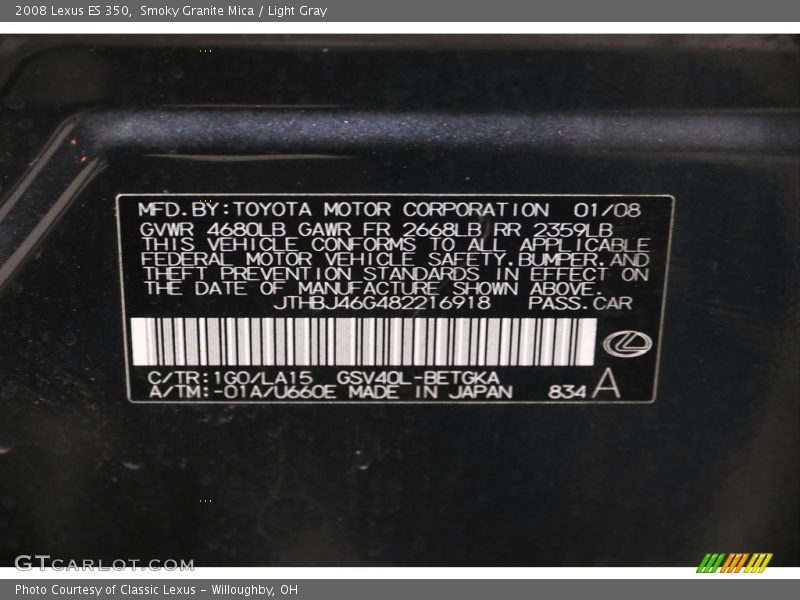 2008 Lexus ES 350, Smoky Granite Mica / Light Gray
MFD.BY:TOYOTA MOTOR CORPORATION 01/08
GVWR 4680LB GAWR FR 2668LB RR 2359LB
THIS VEHICLE CONFORMS TO ALL APPLICABLE
FEDERAL MOTOR VEHICLE SAFETY,BUMPER,AND
THEFT PREVENTION STANDARDS IN EFFECT ON
THE DATE OF MANUFACTURE SHOWN ABOVE.
JTHBJ46G482216918 PASS.CAR
C/TR:1G0/LA15 GSV40L-BETGKA
A/TM:-01A/U660E MADE IN JAPAN 834 A
GTCARLOT.COM
Photo Courtesy of Classic Lexus - Willoughby, OH